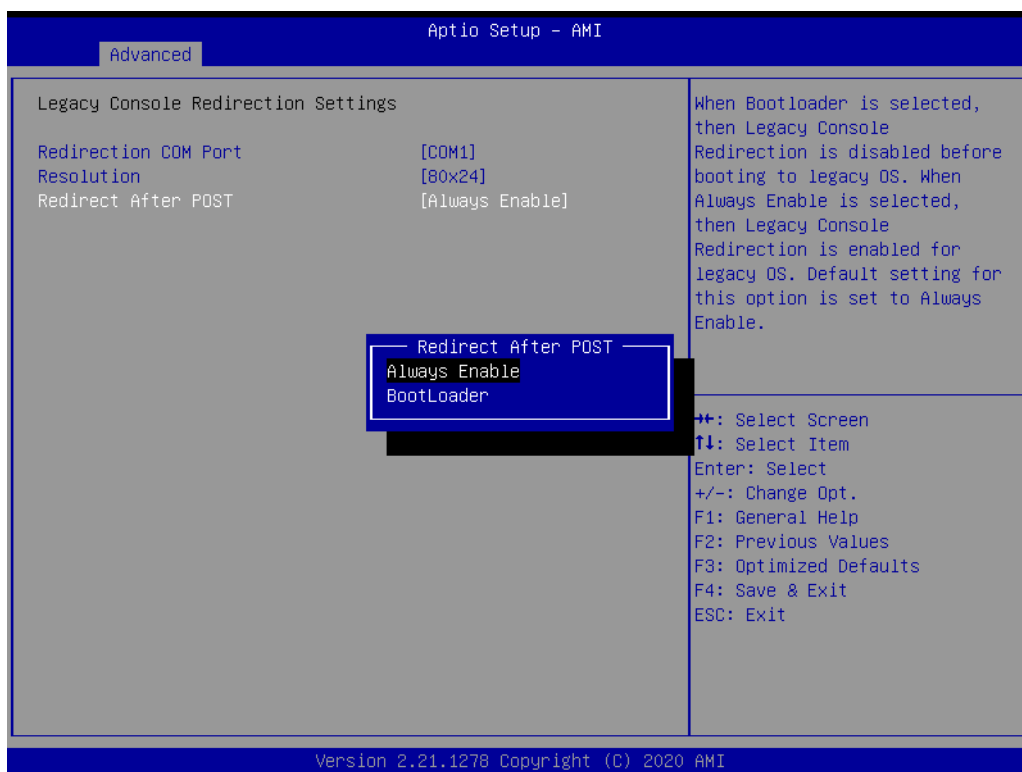 Aptio Setup - AMI
Advanced
Legacy Console Redirection Settings
Redirection COM Port [COM1]
Resolution [80x24]
Redirect After POST [Always Enable]
When Bootloader is selected,
then Legacy Console
Redirection is disabled before
booting to legacy OS. When
Always Enable is selected,
then Legacy Console
Redirection is enabled for
legacy OS. Default setting for
this option is set to Always
Enable.
Redirect After POST
Always Enable
BootLoader
→←: Select Screen
↑↓: Select Item
Enter: Select
+/-: Change Opt.
F1: General Help
F2: Previous Values
F3: Optimized Defaults
F4: Save & Exit
ESC: Exit
Version 2.21.1278 Copyright (C) 2020 AMI